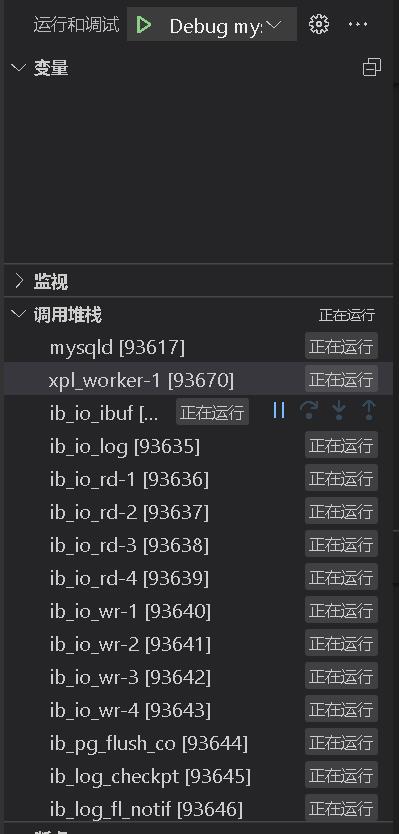 运行和调试 Debug my
变量
监视
调用堆栈 正在运行
mysqld [93617] 正在运行
xpl_worker-1 [93670] 正在运行
ib_io_ibuf [... 正在运行
ib_io_log [93635] 正在运行
ib_io_rd-1 [93636] 正在运行
ib_io_rd-2 [93637] 正在运行
ib_io_rd-3 [93638] 正在运行
ib_io_rd-4 [93639] 正在运行
ib_io_wr-1 [93640] 正在运行
ib_io_wr-2 [93641] 正在运行
ib_io_wr-3 [93642] 正在运行
ib_io_wr-4 [93643] 正在运行
ib_pg_flush_co [93644] 正在运行
ib_log_checkpt [93645] 正在运行
ib_log_fl_notif [93646] 正在运行